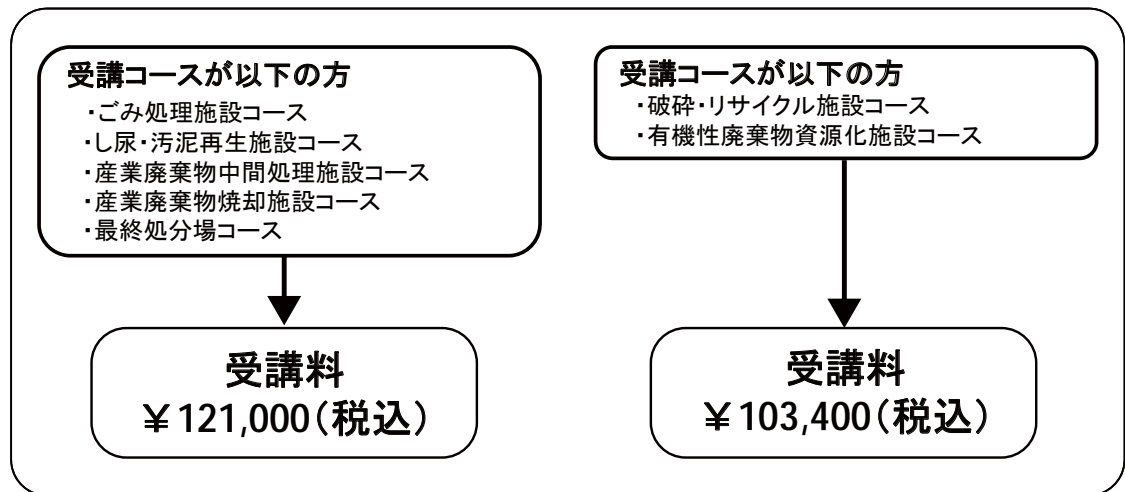 受講コースが以下の方
・ごみ処理施設コース
・し尿・汚泥再生施設コース
・産業廃棄物中間処理施設コース
・産業廃棄物焼却施設コース
・最終処分場コース
受講料
￥121,000(税込)
受講コースが以下の方
・破砕・リサイクル施設コース
・有機性廃棄物資源化施設コース
受講料
￥103,400(税込)